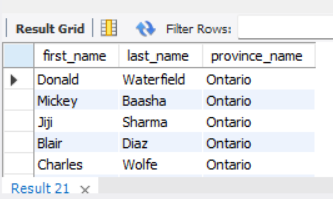 Result Grid Filter Rows:
first_name last_name province_name
Donald Waterfield Ontario
Mickey Baasha Ontario
Jiji Sharma Ontario
Blair Diaz Ontario
Charles Wolfe Ontario
Result 21 x